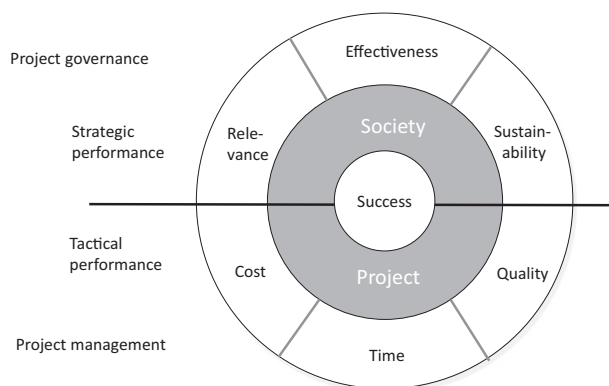 Project governance
Effectiveness
Strategic
performance
Rele-
vance
Society
Sustain-
ability
Success
Tactical
performance
Cost
Project
Quality
Project management
Time